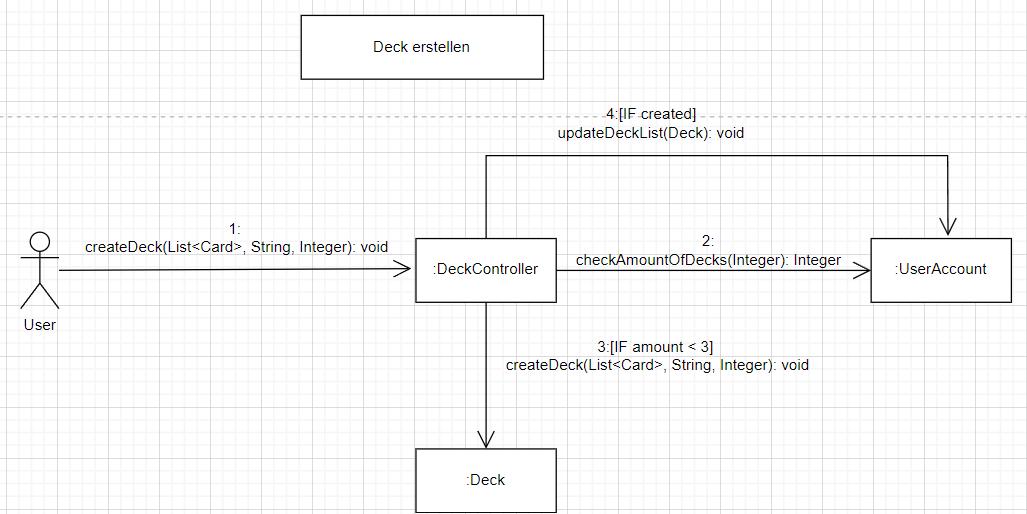 Deck erstellen
4:[IF created]
updateDeckList(Deck): void
1:
createDeck(List<Card>, String, Integer): void
2:
checkAmountOfDecks(Integer): Integer
:DeckController
:UserAccount
User
3:[IF amount < 3]
createDeck(List<Card>, String, Integer): void
:Deck